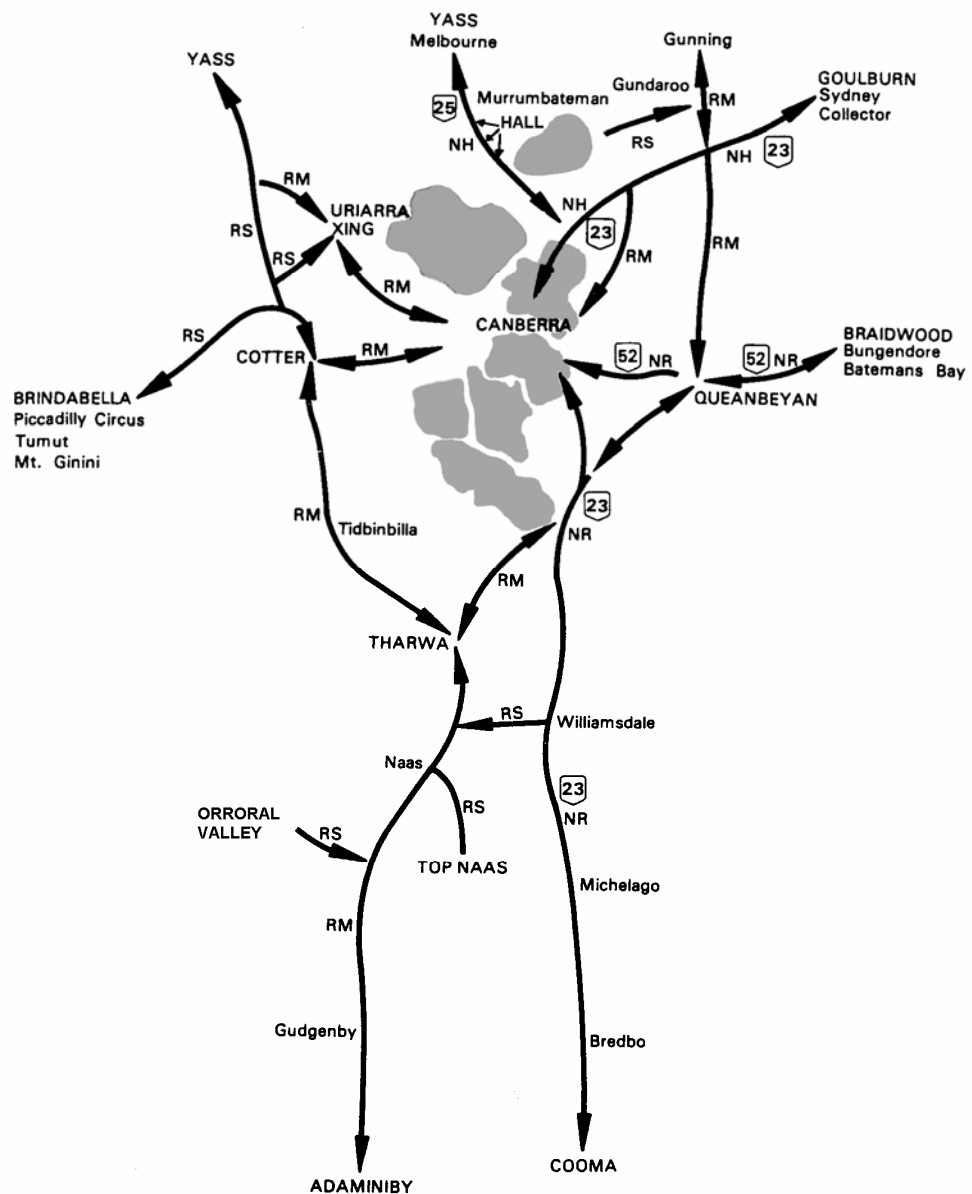 YASS
Melbourne
Gunning
YASS
GOULBURN
Sydney
Collector
Gundaroo
Murrumbateman
25
HALL
RM
NH
RS
NH 23
RM
URIARRA
XING
NH
23
RS
RS
RM
RM
RM
CANBERRA
RS
COTTER
RM
52 NR
52 NR
BRAIDWOOD
Bungendore
Batemans Bay
QUEANBEYAN
BRINDABELLA
Piccadilly Circus
Tumut
Mt. Ginini
23
NR
RM
Tidbinbilla
RM
THARWA
RS
Williamsdale
Naas
23
NR
RS
ORRORAL
VALLEY
RS
TOP NAAS
Michelago
RM
Gudgenby
Bredbo
COOMA
ADAMINIBY